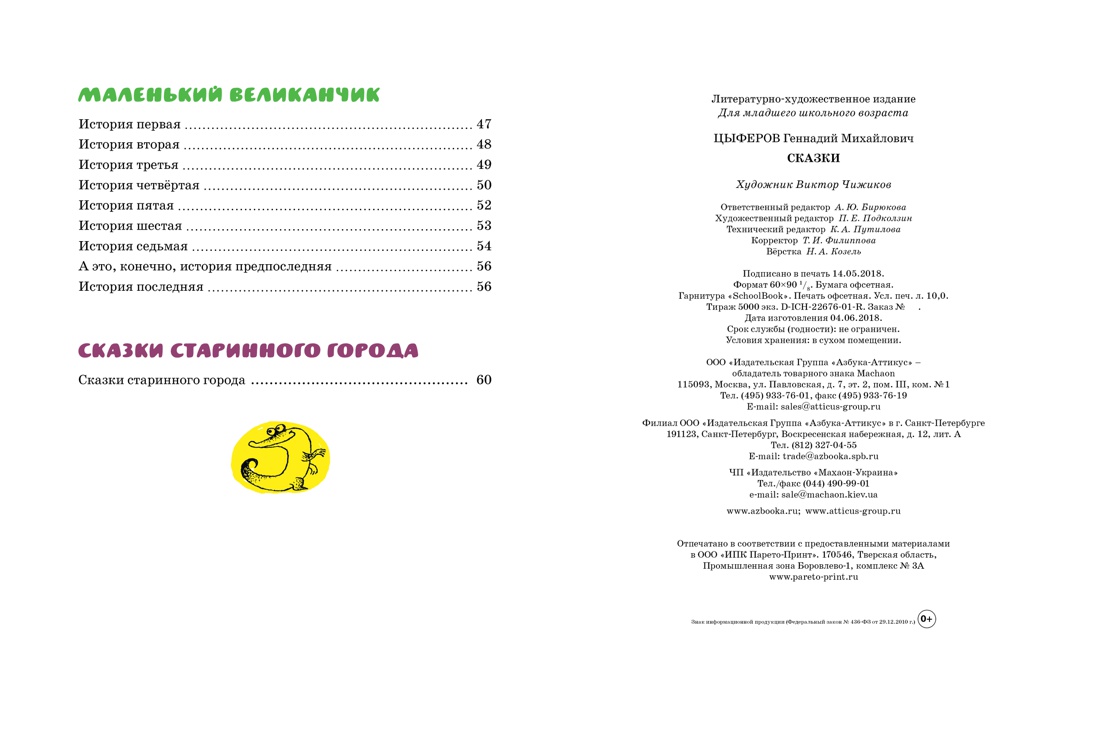 МАЛЕНЬКИЙ ВЕЛИКАНЧИК
История первая 47
История вторая 48
История третья 49
История четвёртая 50
История пятая 52
История шестая 53
История седьмая 54
А это, конечно, история предпоследняя 56
История последняя 56
СКАЗКИ СТАРИННОГО ГОРОДА
Сказки старинного города 60
Литературно-художественное издание
Для младшего школьного возраста
ЦЫФЕРОВ Геннадий Михайлович
СКАЗКИ
Художник Виктор Чижиков
Ответственный редактор А. Ю. Бирюкова
Художественный редактор П. Е. Подколзин
Технический редактор К. А. Путилова
Корректор Т. И. Филиппова
Вёрстка Н. А. Козель
Подписано в печать 14.05.2018.
Формат 60×90 1/8. Бумага офсетная.
Гарнитура «SchoolBook». Печать офсетная. Усл. печ. л. 10,0.
Тираж 5000 экз. D-ICH-22676-01-R. Заказ № .
Дата изготовления 04.06.2018.
Срок службы (годности): не ограничен.
Условия хранения: в сухом помещении.
ООО «Издательская Группа «Азбука-Аттикус» –
обладатель товарного знака Machaon
115093, Москва, ул. Павловская, д. 7, эт. 2, пом. III, ком. № 1
Тел. (495) 933-76-01, факс (495) 933-76-19
E-mail: sales@atticus-group.ru
Филиал ООО «Издательская Группа «Азбука-Аттикус» в г. Санкт-Петербурге
191123, Санкт-Петербург, Воскресенская набережная, д. 12, лит. А
Тел. (812) 327-04-55
E-mail: trade@azbooka.spb.ru
ЧП «Издательство «Махаон-Украина»
Тел./факс (044) 490-99-01
e-mail: sale@machaon.kiev.ua
www.azbooka.ru; www.atticus-group.ru
Отпечатано в соответствии с предоставленными материалами
в ООО «ИПК Парето-Принт». 170546, Тверская область,
Промышленная зона Боровлево-1, комплекс № 3А
www.pareto-print.ru
Знак информационной продукции (Федеральный закон № 436-ФЗ от 29.12.2010 г.) 0+